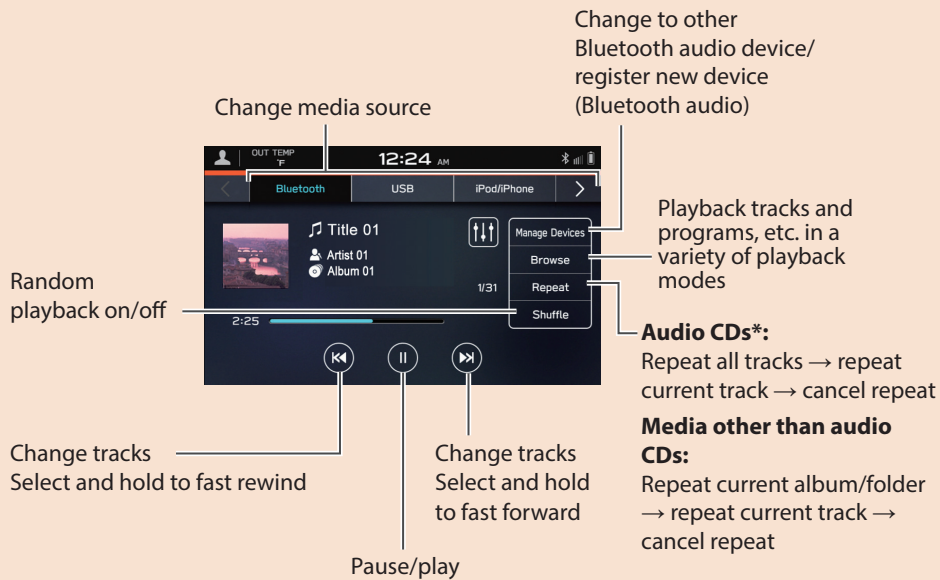 Change to other
Bluetooth audio device/
register new device
(Bluetooth audio)
Change media source
OUT TEMP
°F
12:24 AM
Bluetooth
USB
iPod/iPhone
Title 01
Artist 01
Album 01
1/31
2:25
Manage Devices
Browse
Repeat
Shuffle
Playback tracks and
programs, etc. in a
variety of playback
modes
Random
playback on/off
Audio CDs*:
Repeat all tracks → repeat
current track → cancel repeat
Media other than audio
CDs:
Repeat current album/folder
→ repeat current track →
cancel repeat
Change tracks
Select and hold to fast rewind
Change tracks
Select and hold
to fast forward
Pause/play